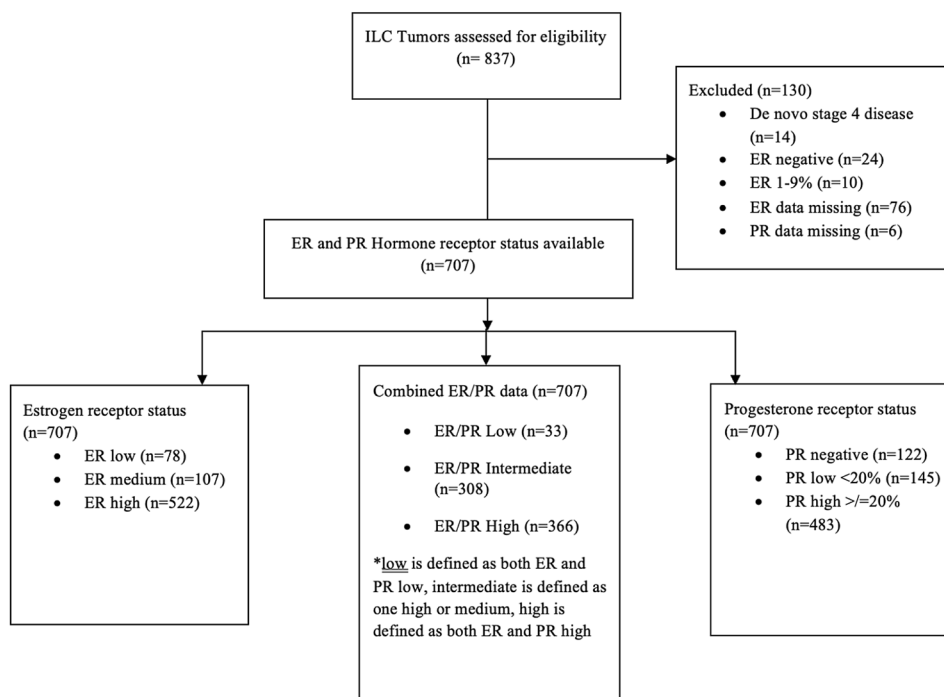 ILC Tumors assessed for eligibility
(n= 837)
Excluded (n=130)
• De novo stage 4 disease
(n=14)
• ER negative (n=24)
• ER 1-9% (n=10)
• ER data missing (n=76)
• PR data missing (n=6)
ER and PR Hormone receptor status available
(n=707)
Estrogen receptor status
(n=707)
• ER low (n=78)
• ER medium (n=107)
• ER high (n=522)
Combined ER/PR data (n=707)
• ER/PR Low (n=33)
• ER/PR Intermediate
(n=308)
• ER/PR High (n=366)
*low is defined as both ER and
PR low, intermediate is defined as
one high or medium, high is
defined as both ER and PR high
Progesterone receptor status
(n=707)
• PR negative (n=122)
• PR low <20% (n=145)
• PR high >/=20%
(n=483)